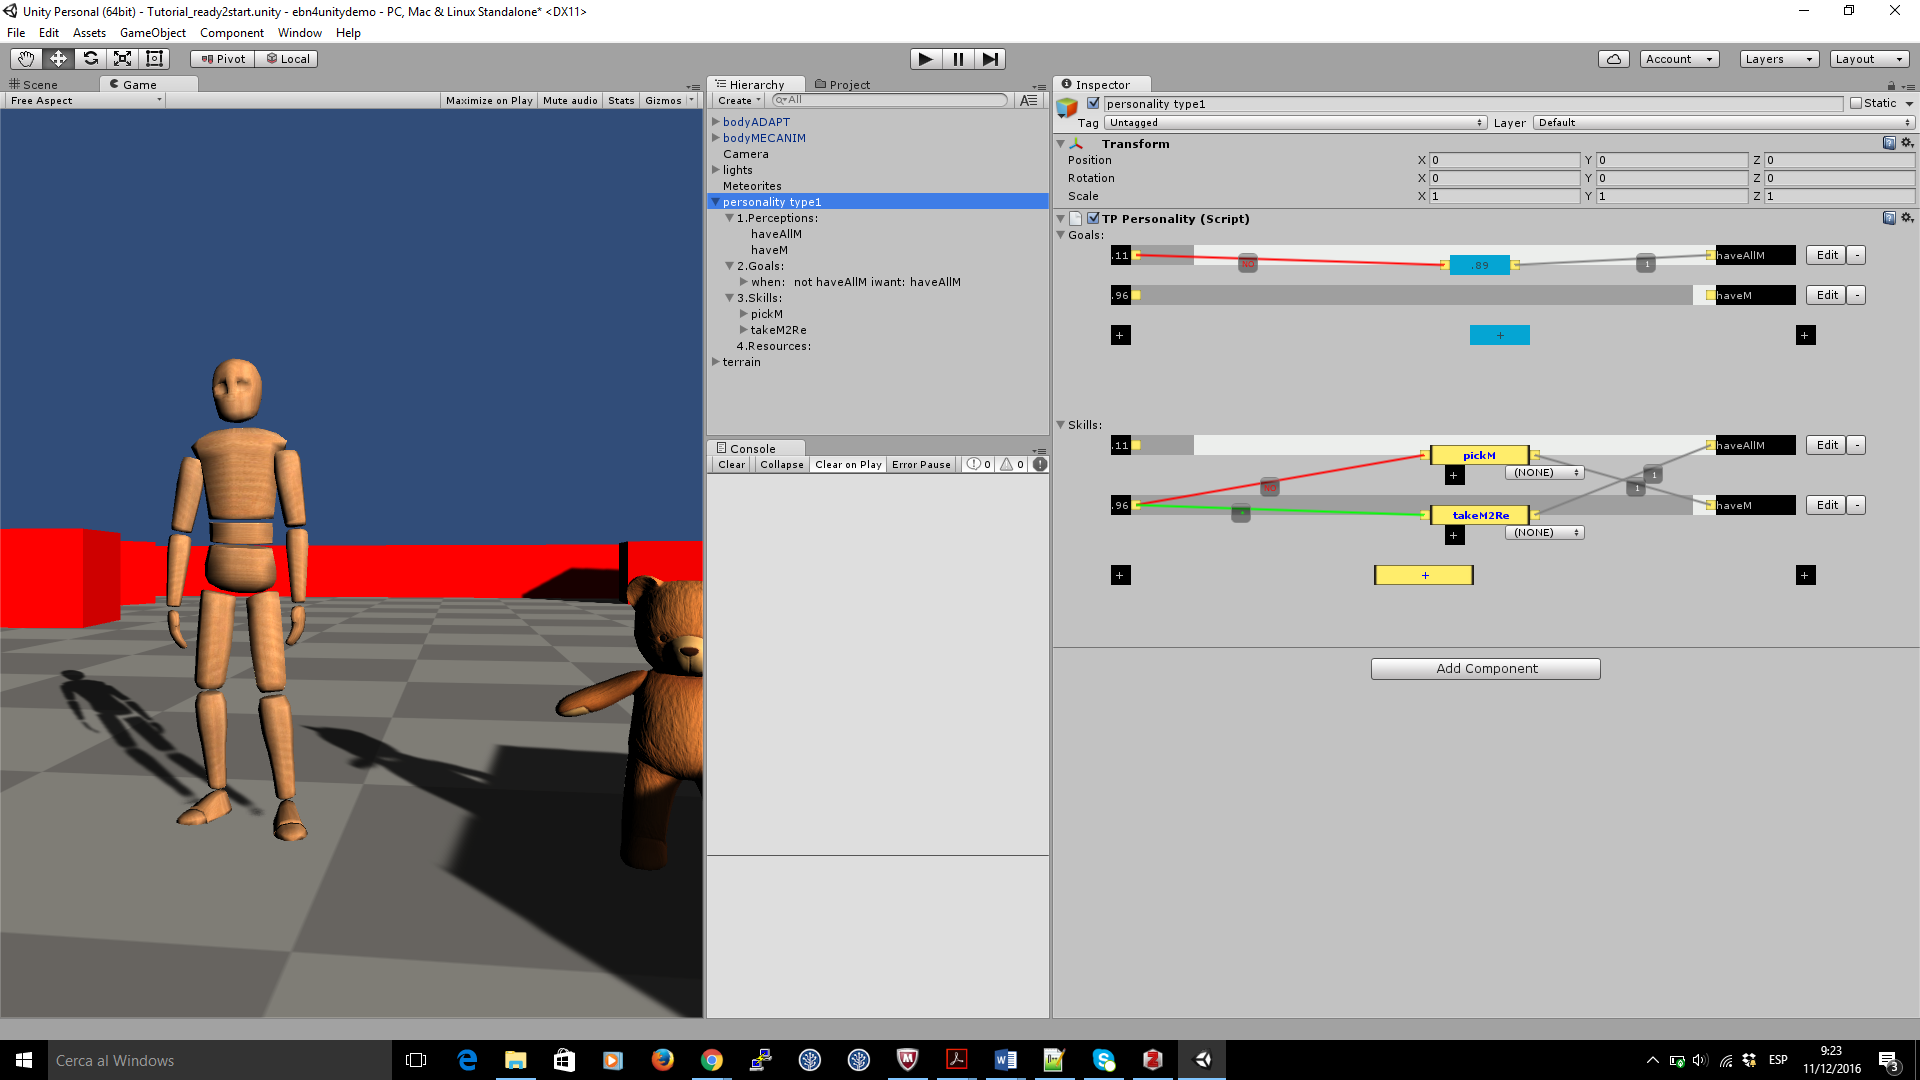 Unity Personal (64bit) - Tutorial_ready2start.unity - ebn4unitydemo - PC, Mac & Linux Standalone* <DX11>
File Edit Assets GameObject Component Window Help
Pivot Local Account Layers Layout
Scene Game
Free Aspect Maximize on Play Mute audio Stats Gizmos
Hierarchy Project
Create All
bodyADAPT
bodyMECANIM
Camera
lights
Meteorites
personality type1
1.Perceptions:
haveAllM
haveM
2.Goals:
when: not haveAllM iwant: haveAllM
3.Skills:
pickM
takeM2Re
4.Resources:
terrain
Console
Clear Collapse Clear on Play Error Pause 0 0
Inspector
personality type1 Static
Tag Untagged Layer Default
Transform
Position X 0 Y 0 Z 0
Rotation X 0 Y 0 Z 0
Scale X 1 Y 1 Z 1
TP Personality (Script)
Goals:
.11 NO .89 1 haveAllM Edit -
.96 haveM Edit -
+ + +
Skills:
.11 pickM haveAllM Edit -
+ (NONE) 1
NO 1
.96 takeM2Re haveM Edit -
+ (NONE)
+ + +
Add Component
Cerca al Windows
ESP
9:23
11/12/2016
3